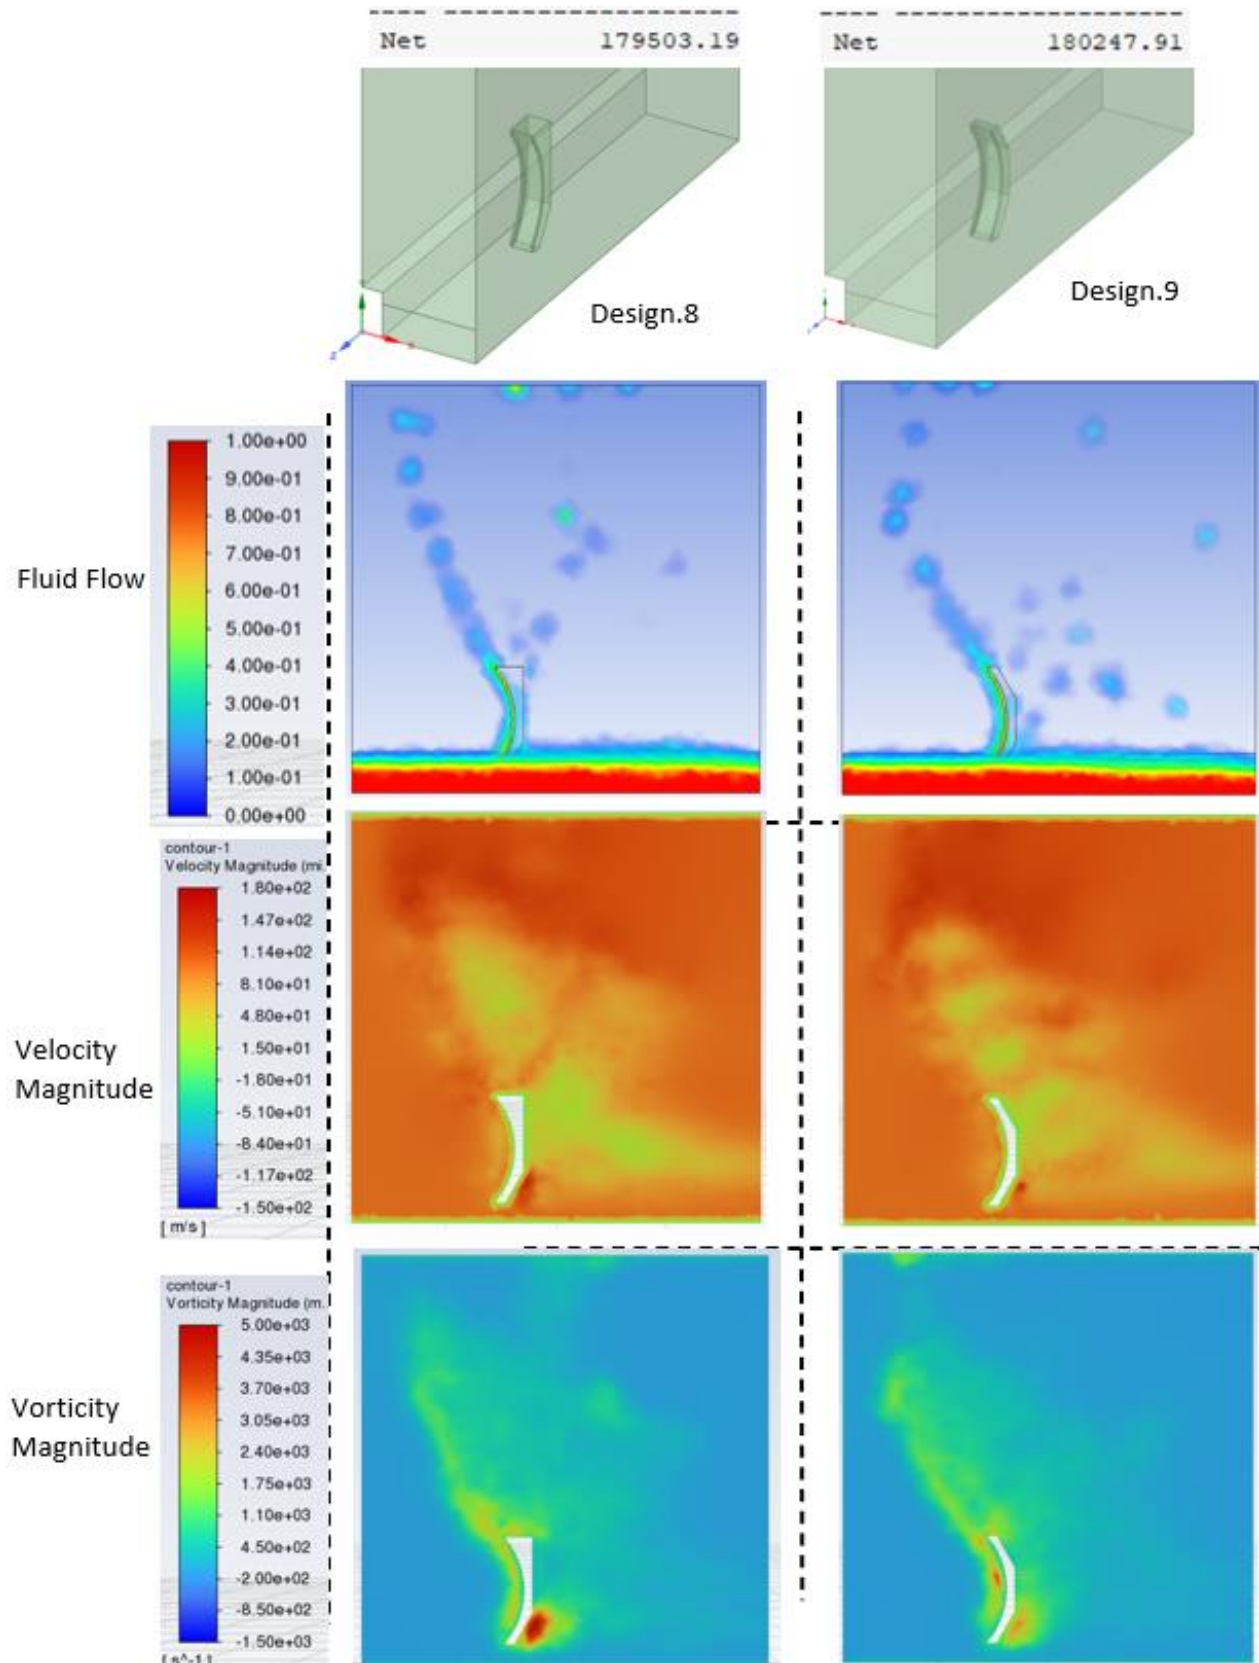 Net 179503.19
Net 180247.91
Design.8
Design.9
Fluid Flow
1.00e+00
9.00e-01
8.00e-01
7.00e-01
6.00e-01
5.00e-01
4.00e-01
3.00e-01
2.00e-01
1.00e-01
0.00e+00
Velocity
Magnitude
contour-1
Velocity Magnitude (mi
1.80e+02
1.47e+02
1.14e+02
8.10e+01
4.80e+01
1.50e+01
-1.80e+01
-5.10e+01
-8.40e+01
-1.17e+02
-1.50e+02
[ m/s ]
Vorticity
Magnitude
contour-1
Vorticity Magnitude (m.
5.00e+03
4.35e+03
3.70e+03
3.05e+03
2.40e+03
1.75e+03
1.10e+03
4.50e+02
-2.00e+02
-8.50e+02
-1.50e+03
[ s^-1 ]